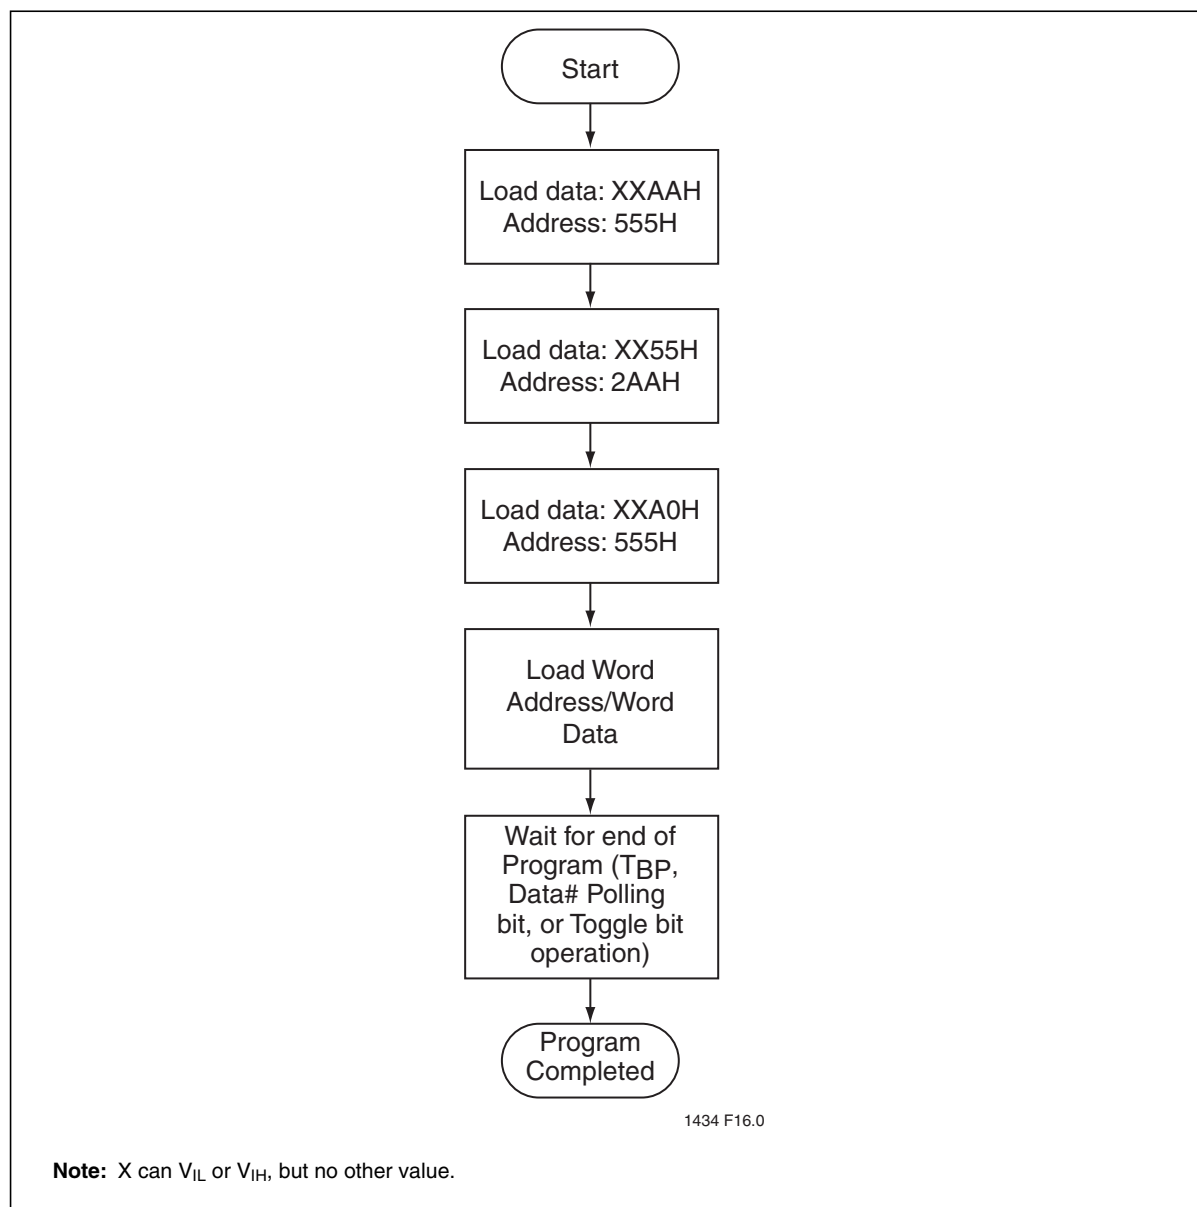 Start
Load data: XXAAH
Address: 555H
Load data: XX55H
Address: 2AAH
Load data: XXA0H
Address: 555H
Load Word
Address/Word
Data
Wait for end of
Program (TBP,
Data# Polling
bit, or Toggle bit
operation)
Program
Completed
1434 F16.0
Note: X can VIL or VIH, but no other value.